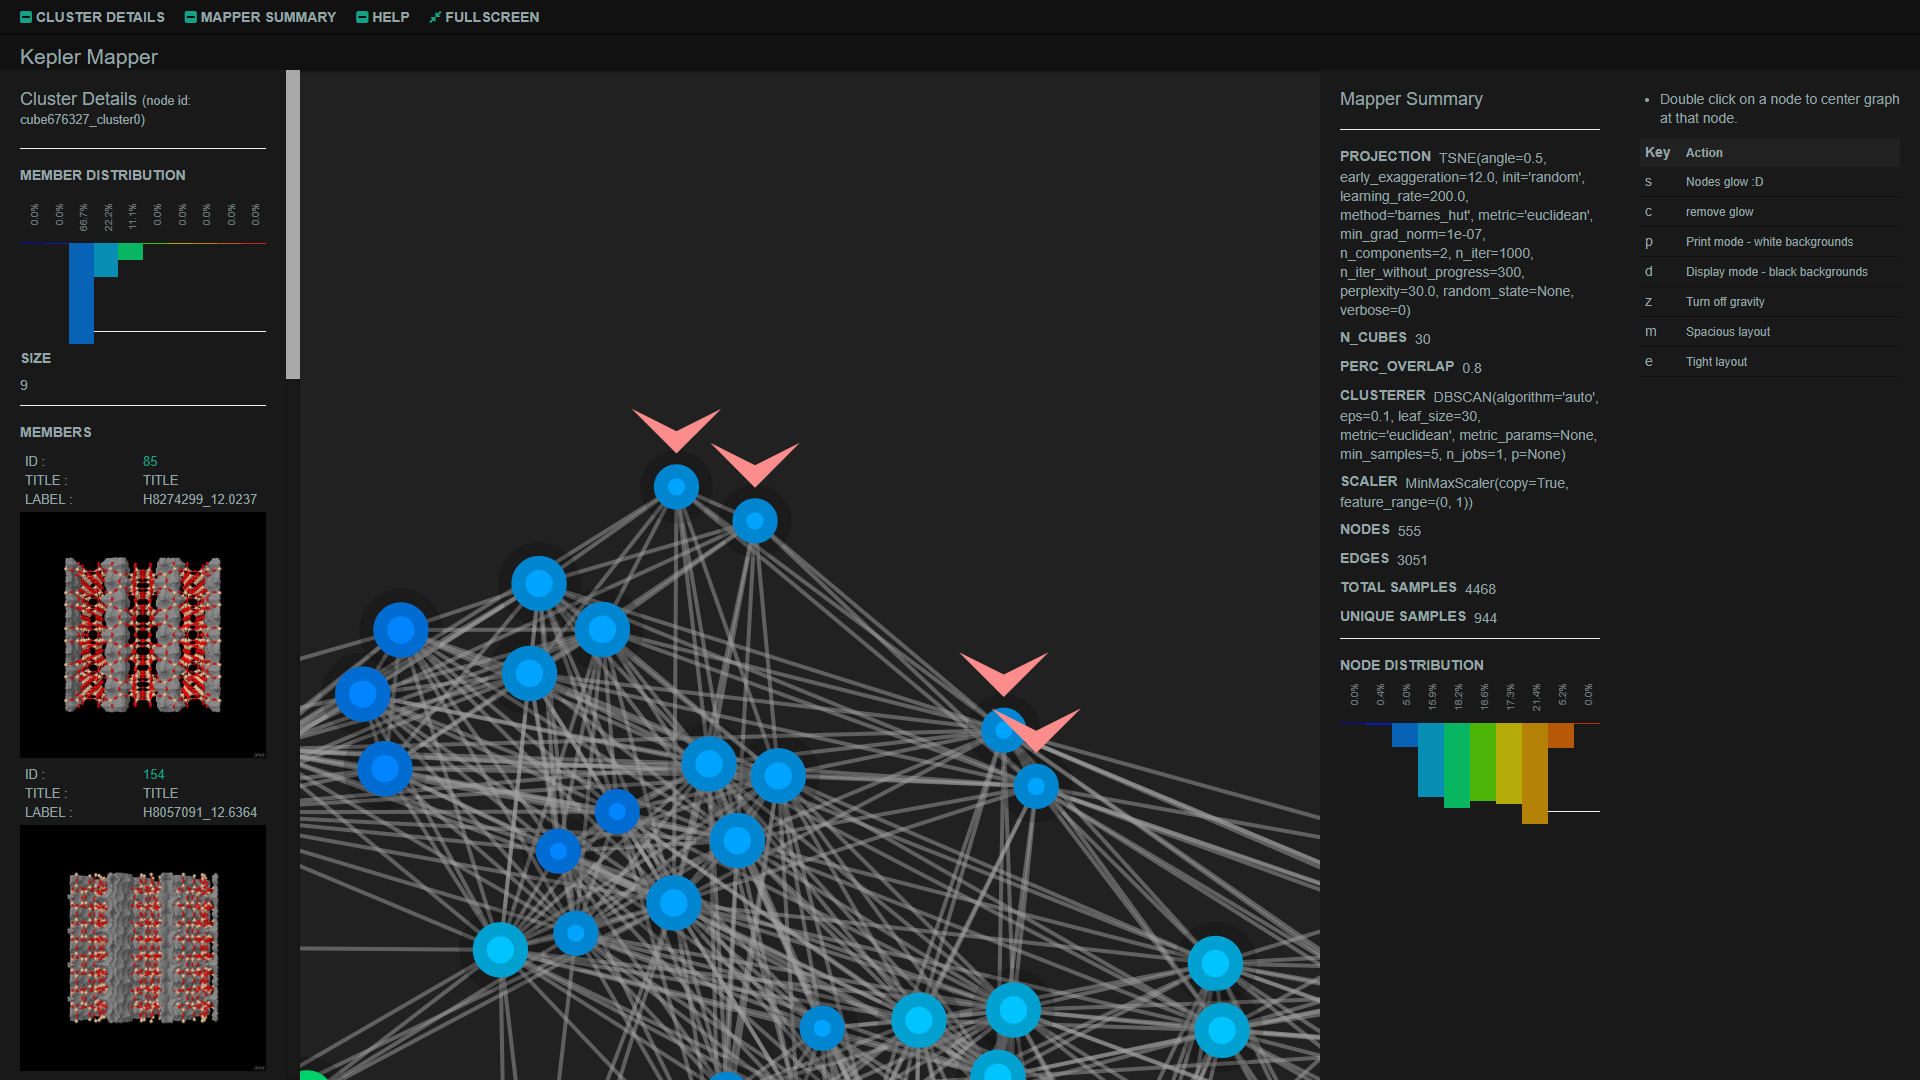 CLUSTER DETAILS MAPPER SUMMARY HELP FULLSCREEN
Kepler Mapper
Cluster Details (node id:
cube676327_cluster0)
MEMBER DISTRIBUTION
0.0% 0.0% 66.7% 22.2% 11.1% 0.0% 0.0% 0.0% 0.0% 0.0%
SIZE
9
MEMBERS
ID : 85
TITLE : TITLE
LABEL : H8274299_12.0237
ID : 154
TITLE : TITLE
LABEL : H8057091_12.6364
Mapper Summary
PROJECTION TSNE(angle=0.5,
early_exaggeration=12.0, init='random',
learning_rate=200.0,
method='barnes_hut', metric='euclidean',
min_grad_norm=1e-07,
n_components=2, n_iter=1000,
n_iter_without_progress=300,
perplexity=30.0, random_state=None,
verbose=0)
N_CUBES 30
PERC_OVERLAP 0.8
CLUSTERER DBSCAN(algorithm='auto',
eps=0.1, leaf_size=30,
metric='euclidean', metric_params=None,
min_samples=5, n_jobs=1, p=None)
SCALER MinMaxScaler(copy=True,
feature_range=(0, 1))
NODES 555
EDGES 3051
TOTAL SAMPLES 4468
UNIQUE SAMPLES 944
NODE DISTRIBUTION
0.0% 0.4% 5.0% 15.9% 18.2% 16.6% 17.3% 21.4% 5.2% 0.0%
• Double click on a node to center graph
at that node.
Key Action
s Nodes glow :D
c remove glow
p Print mode - white backgrounds
d Display mode - black backgrounds
z Turn off gravity
m Spacious layout
e Tight layout